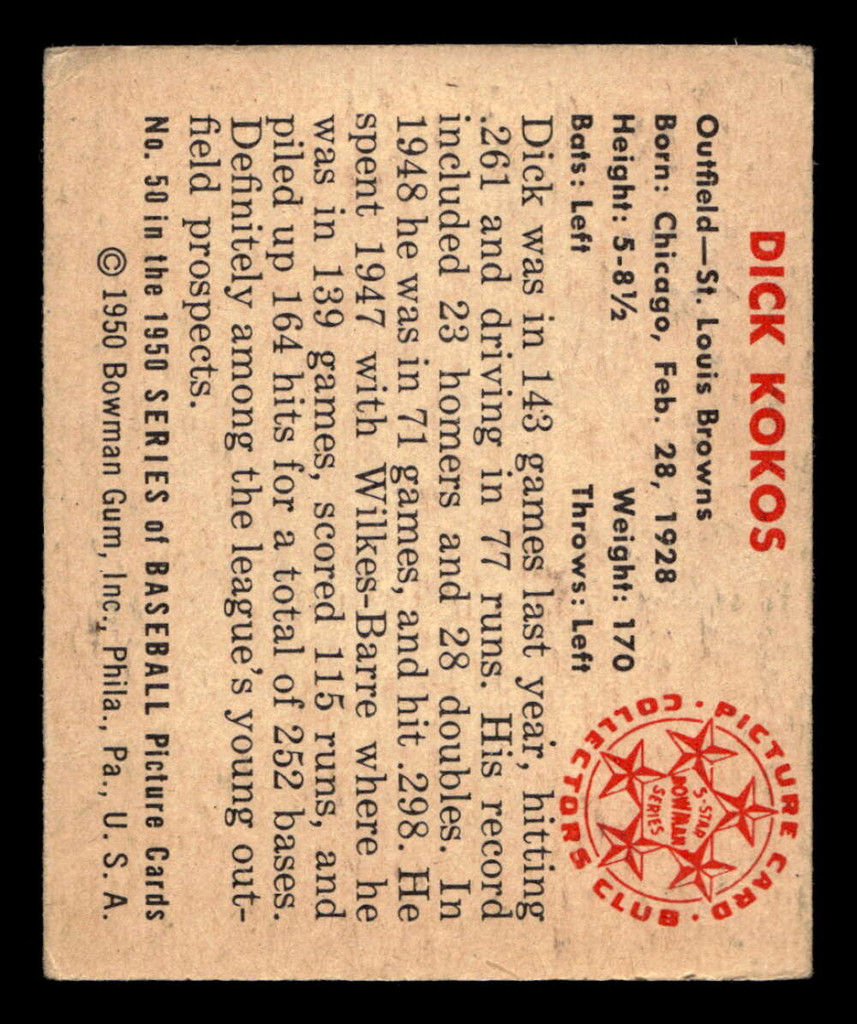 DICK KOKOS
Outfield—St. Louis Browns
Born: Chicago, Feb. 28, 1928
Height: 5-8½ Weight: 170
Bats: Left Throws: Left
PICTURE CARD · COLLECTORS CLUB ·
5-STAR
BOWMAN
SERIES
Dick was in 143 games last year, hitting
.261 and driving in 77 runs. His record
included 23 homers and 28 doubles. In
1948 he was in 71 games, and hit .298. He
spent 1947 with Wilkes-Barre where he
was in 139 games, scored 115 runs, and
piled up 164 hits for a total of 252 bases.
Definitely among the league's young out-
field prospects.
No. 50 in the 1950 SERIES of BASEBALL Picture Cards
© 1950 Bowman Gum, Inc., Phila., Pa., U. S. A.